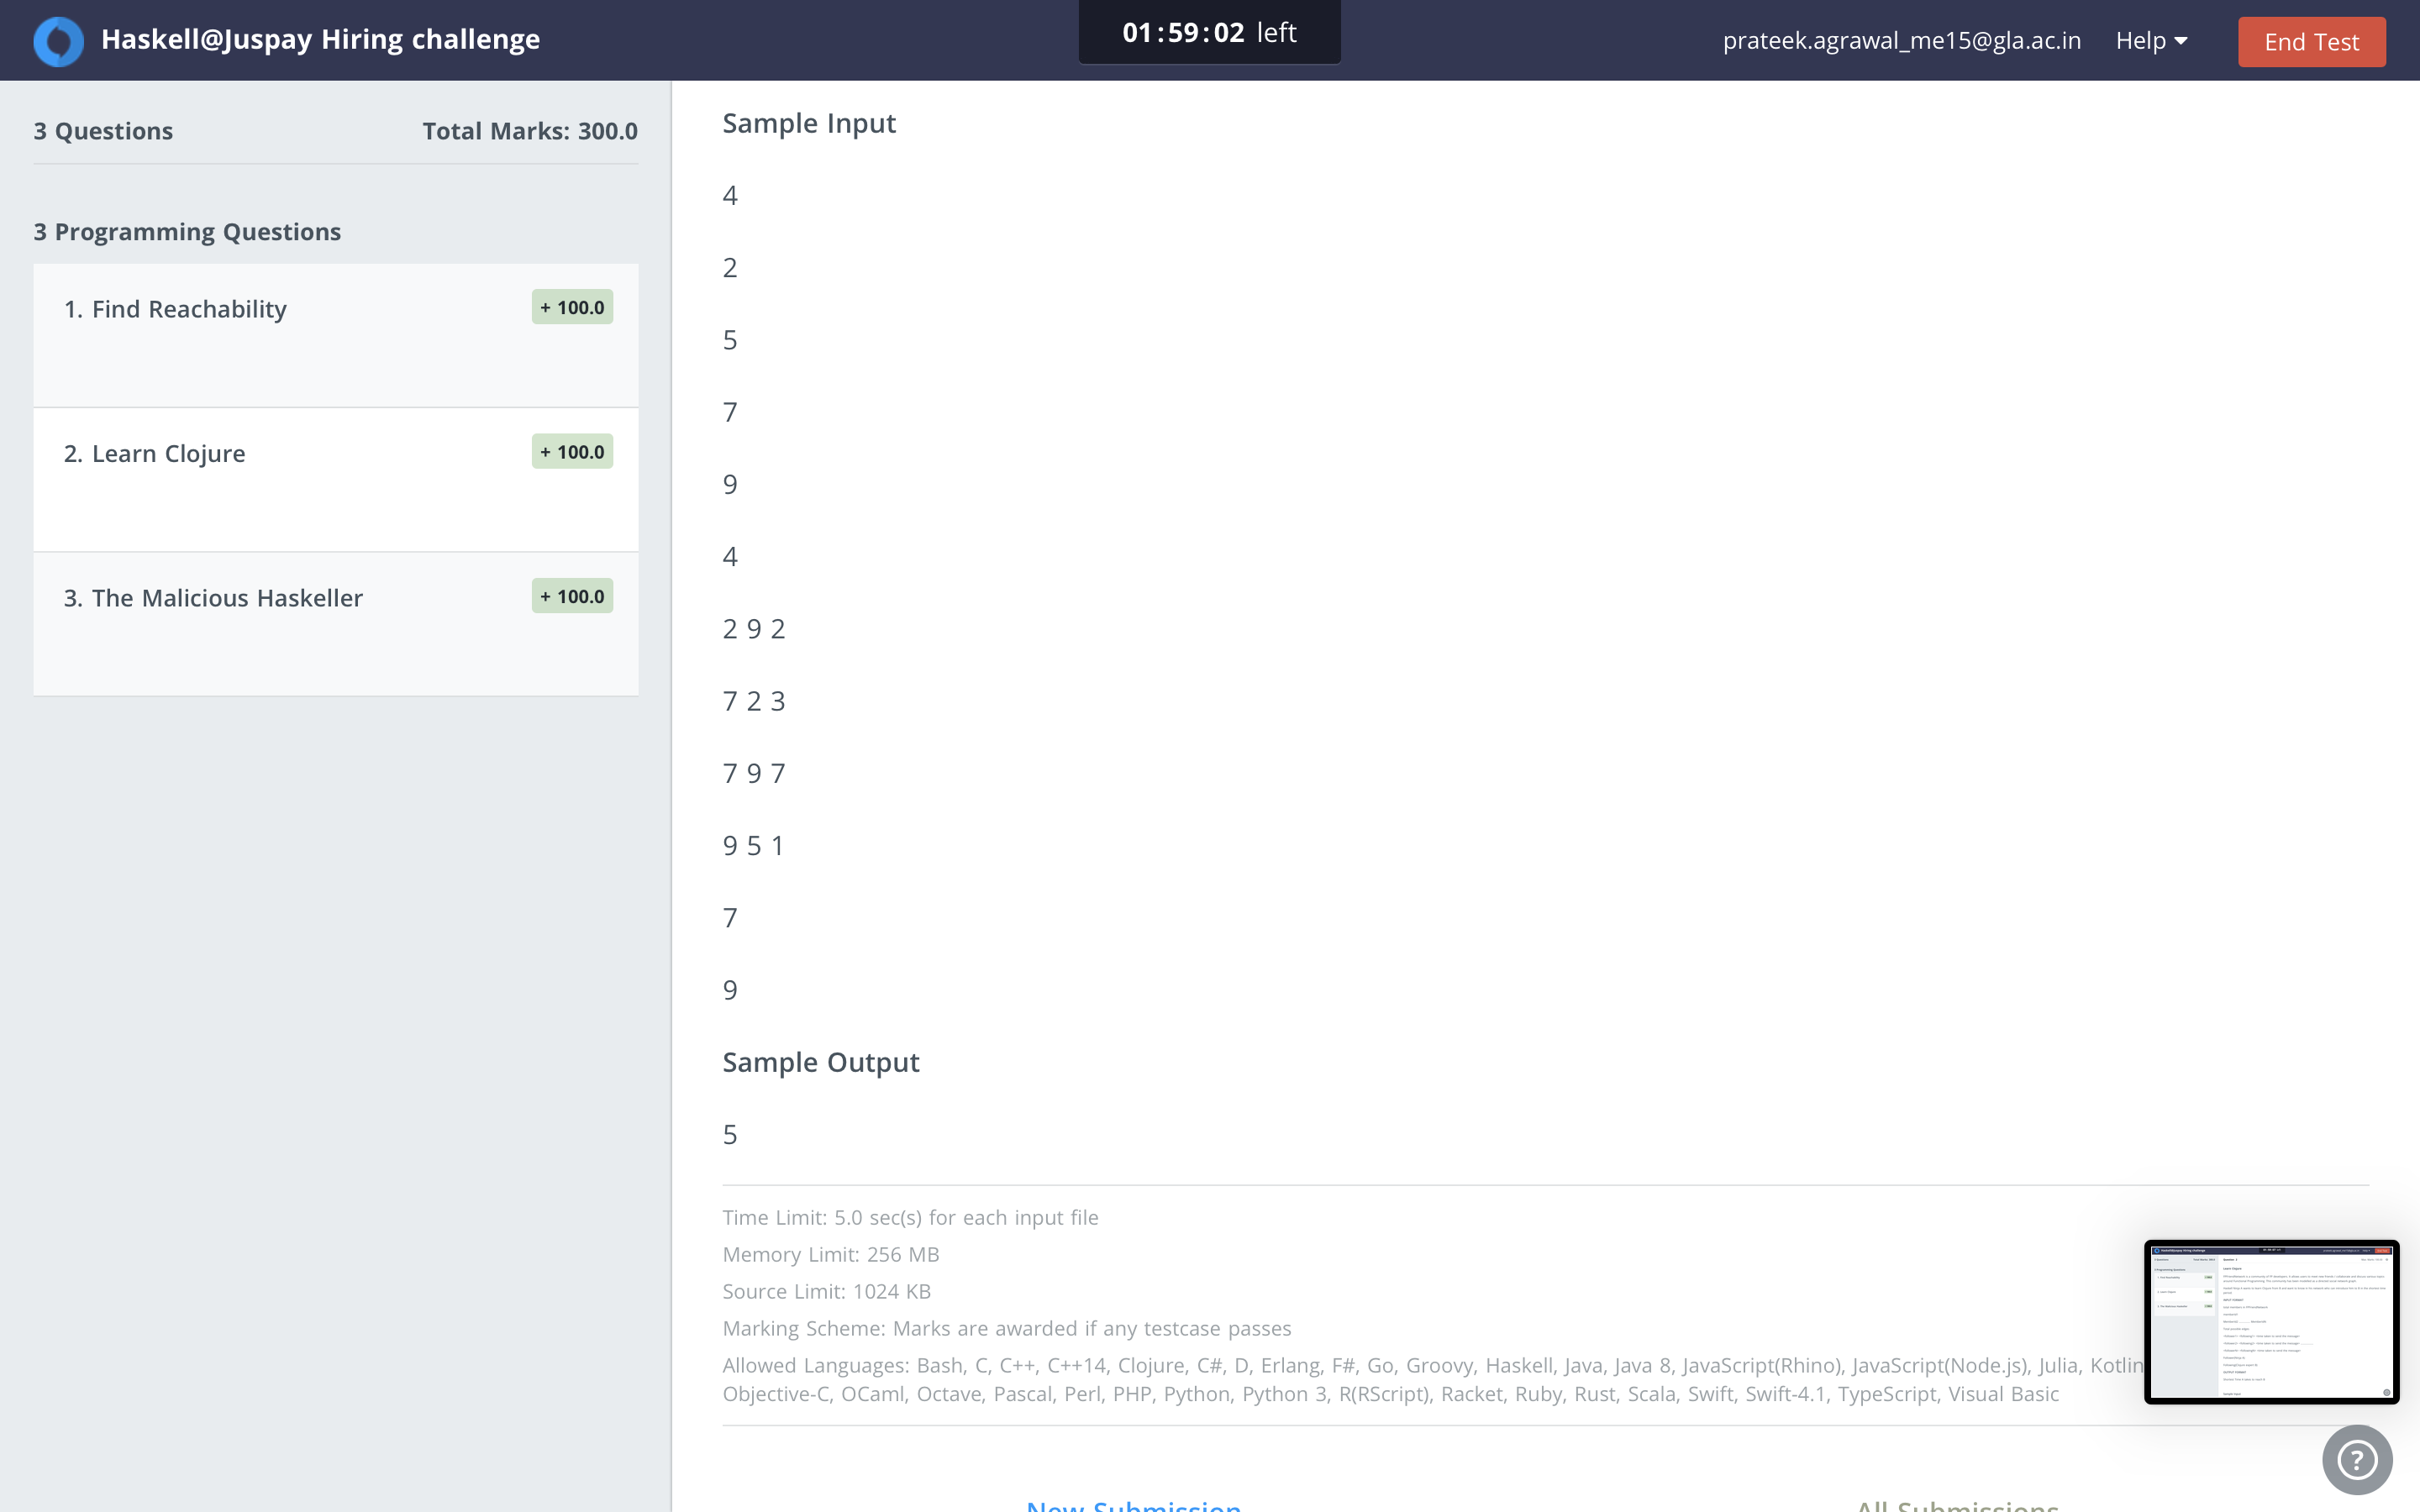 Haskell@Juspay Hiring challenge
01:59:02 left
prateek.agrawal_me15@gla.ac.in
Help
End Test
3 Questions
Total Marks: 300.0
3 Programming Questions
1. Find Reachability
+ 100.0
2. Learn Clojure
+ 100.0
3. The Malicious Haskeller
+ 100.0
Sample Input
4
2
5
7
9
4
2 9 2
7 2 3
7 9 7
9 5 1
7
9
Sample Output
5
Time Limit: 5.0 sec(s) for each input file
Memory Limit: 256 MB
Source Limit: 1024 KB
Marking Scheme: Marks are awarded if any testcase passes
Allowed Languages: Bash, C, C++, C++14, Clojure, C#, D, Erlang, F#, Go, Groovy, Haskell, Java, Java 8, JavaScript(Rhino), JavaScript(Node.js), Julia, Kotlin
Objective-C, OCaml, Octave, Pascal, Perl, PHP, Python, Python 3, R(RScript), Racket, Ruby, Rust, Scala, Swift, Swift-4.1, TypeScript, Visual Basic
?
New Submission
All Submissions